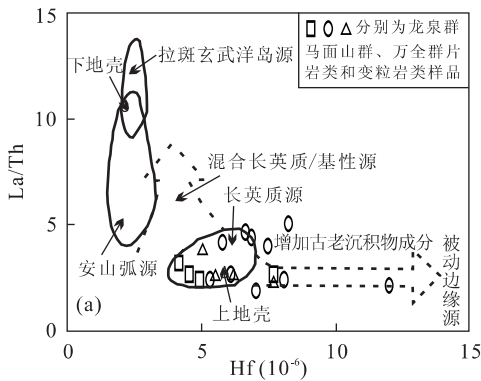 15
10
5
0
La/Th
□ ○ △ 分别为龙泉群
马面山群、万全群片
岩类和变粒岩类样品
拉斑玄武洋岛源
下地壳
混合长英质/基性源
长英质源
增加古老沉积物成分
被动边缘源
安山弧源
上地壳
(a)
0 5 10 15
Hf (10⁻⁶)